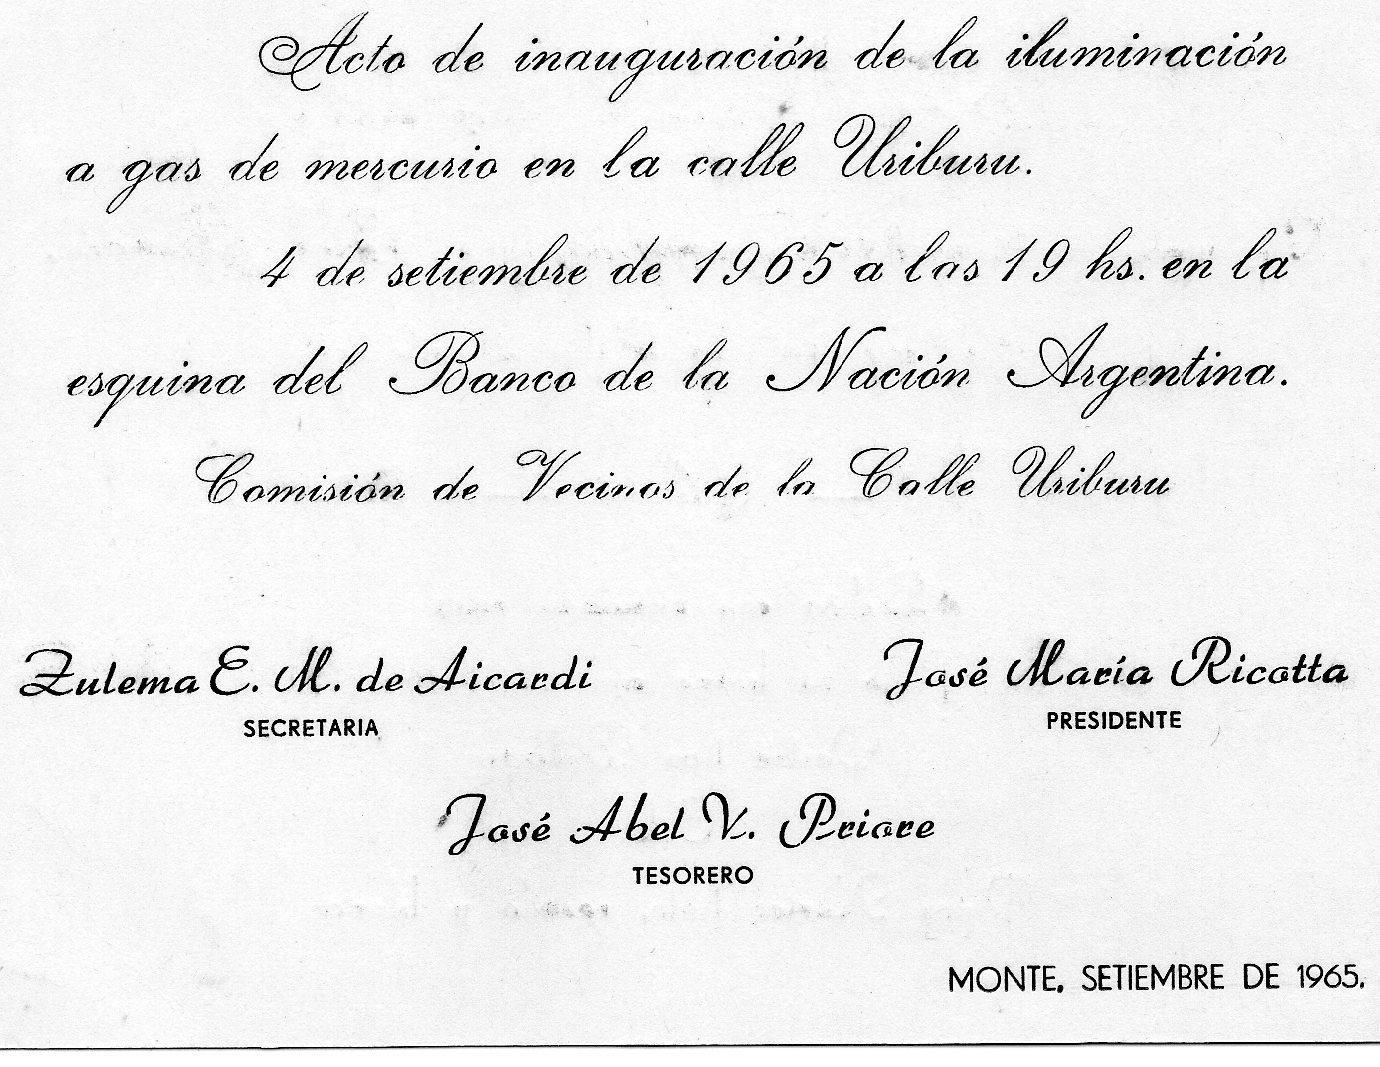 Acto de inauguración de la iluminación
a gas de mercurio en la calle Uriburu.
4 de setiembre de 1965 a las 19 hs. en la
esquina del Banco de la Nación Argentina.
Comisión de Vecinos de la Calle Uriburu
Zulema E. M. de Aicardi
SECRETARIA
José María Ricotta
PRESIDENTE
José Abel V. Priore
TESORERO
MONTE, SETIEMBRE DE 1965.